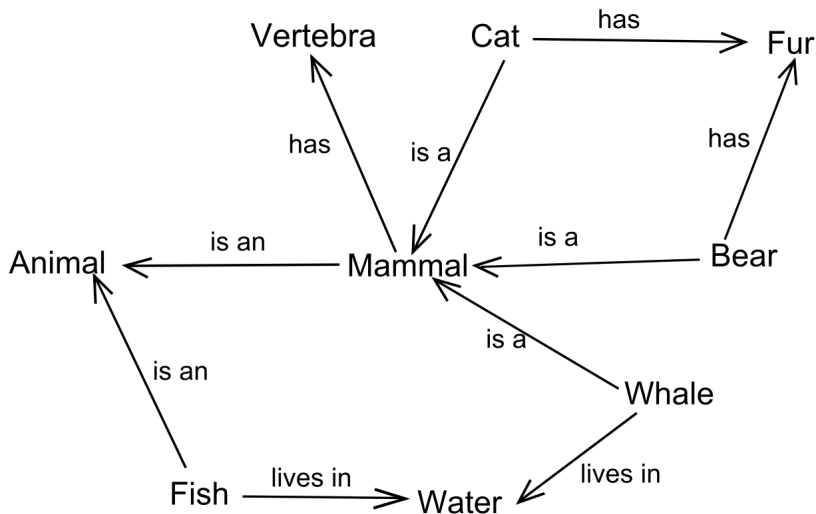 Vertebra
Cat
has
Fur
has
is a
has
Animal
is an
Mammal
is a
Bear
is an
is a
Whale
Fish
lives in
Water
lives in